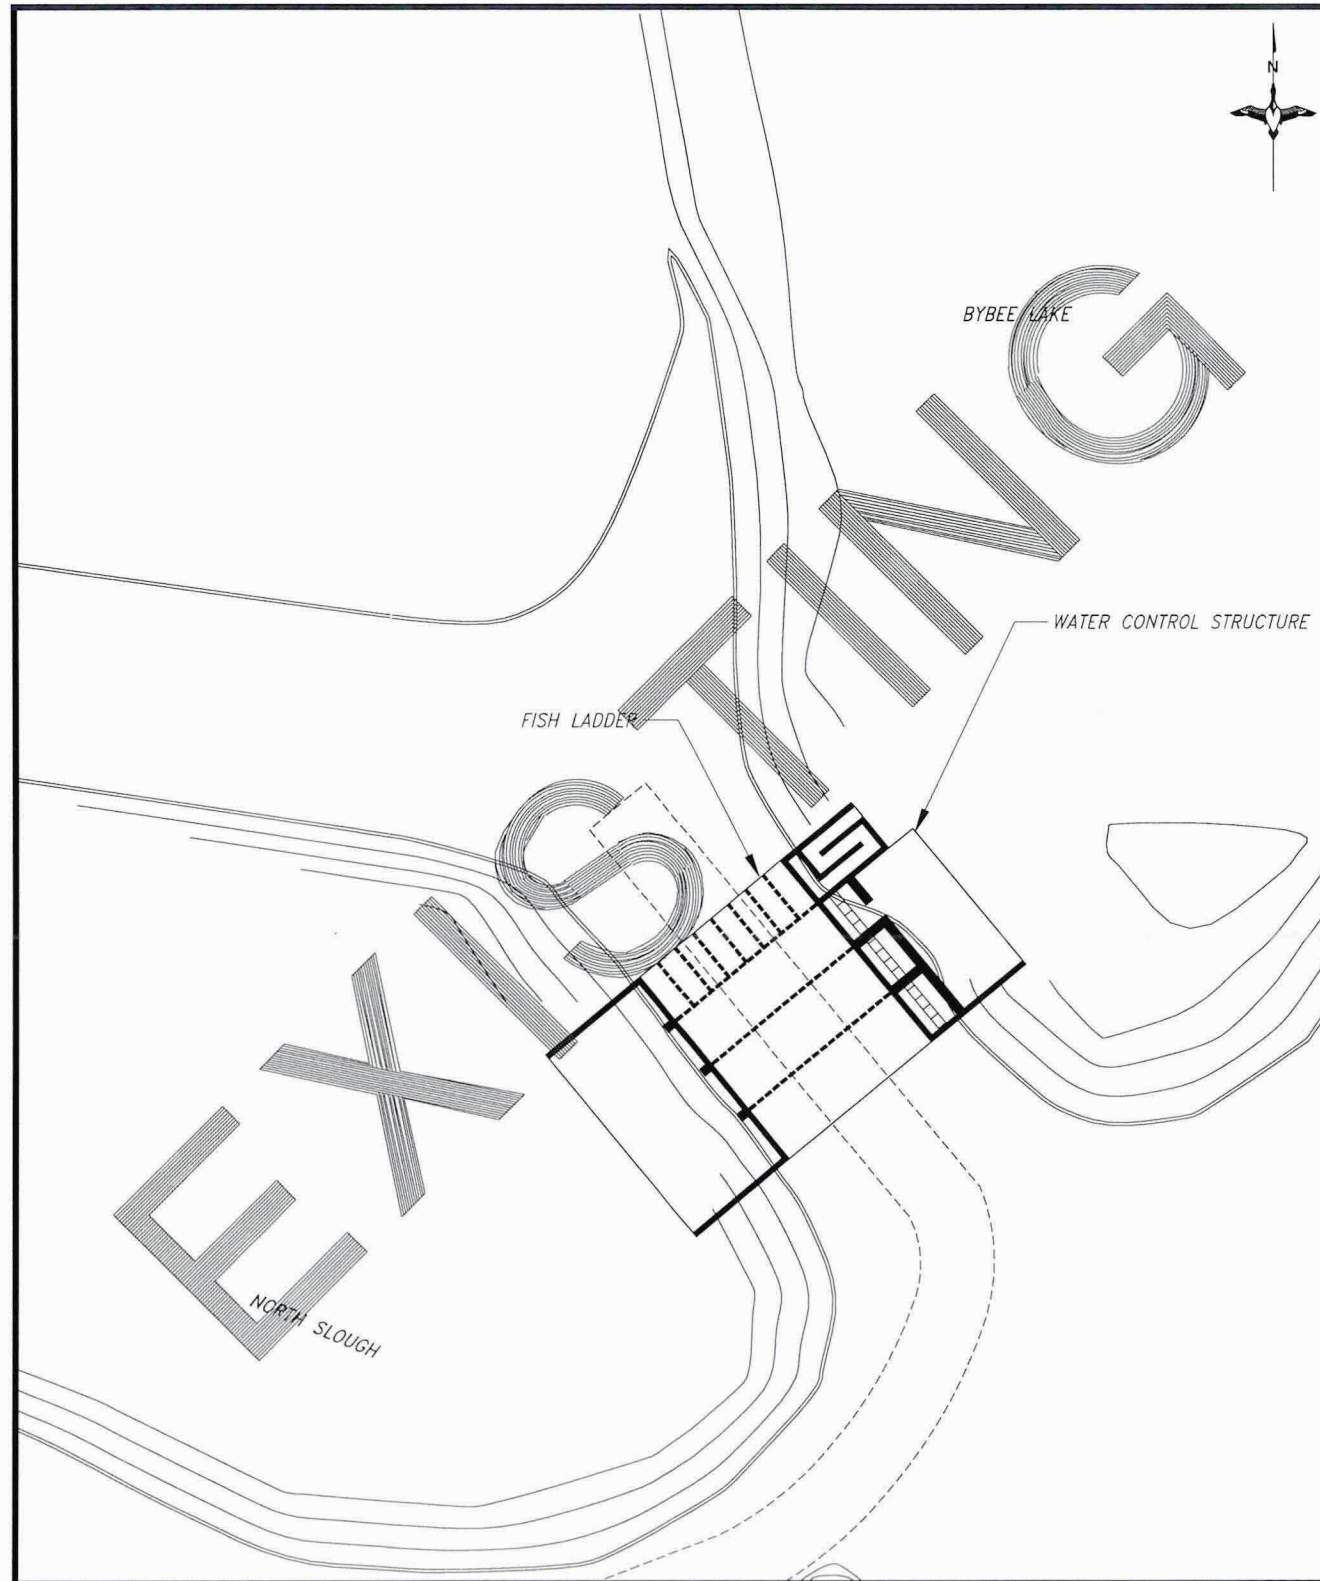 N
BYBEE LAKE
EXISTING
WATER CONTROL STRUCTURE
FISH LADDER
NORTH SLOUGH